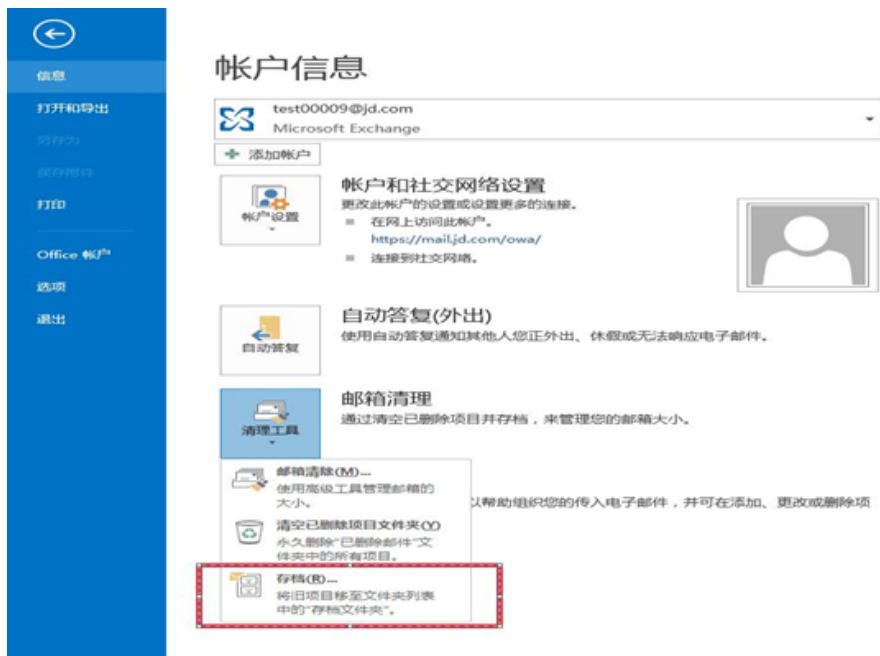 帐户信息
信息
打开和导出
另存为
保存附件
打印
Office 帐户
选项
退出
test00009@jd.com
Microsoft Exchange
添加帐户
帐户设置
帐户和社交网络设置
更改此帐户的设置或设置更多的连接。
在网上访问此帐户。
https://mail.jd.com/owa/
连接到社交网络。
自动答复
自动答复(外出)
使用自动答复通知其他人您正外出、休假或无法响应电子邮件。
清理工具
邮箱清理
通过清空已删除项目并存档，来管理您的邮箱大小。
邮箱清除(M)...
使用高级工具管理邮箱的
大小。
以帮助组织您的传入电子邮件，并可在添加、更改或删除项
清空已删除项目文件夹(Y)
永久删除"已删除邮件"文
件夹中的所有项目。
存档(R)...
将旧项目移至文件夹列表
中的"存档文件夹"。